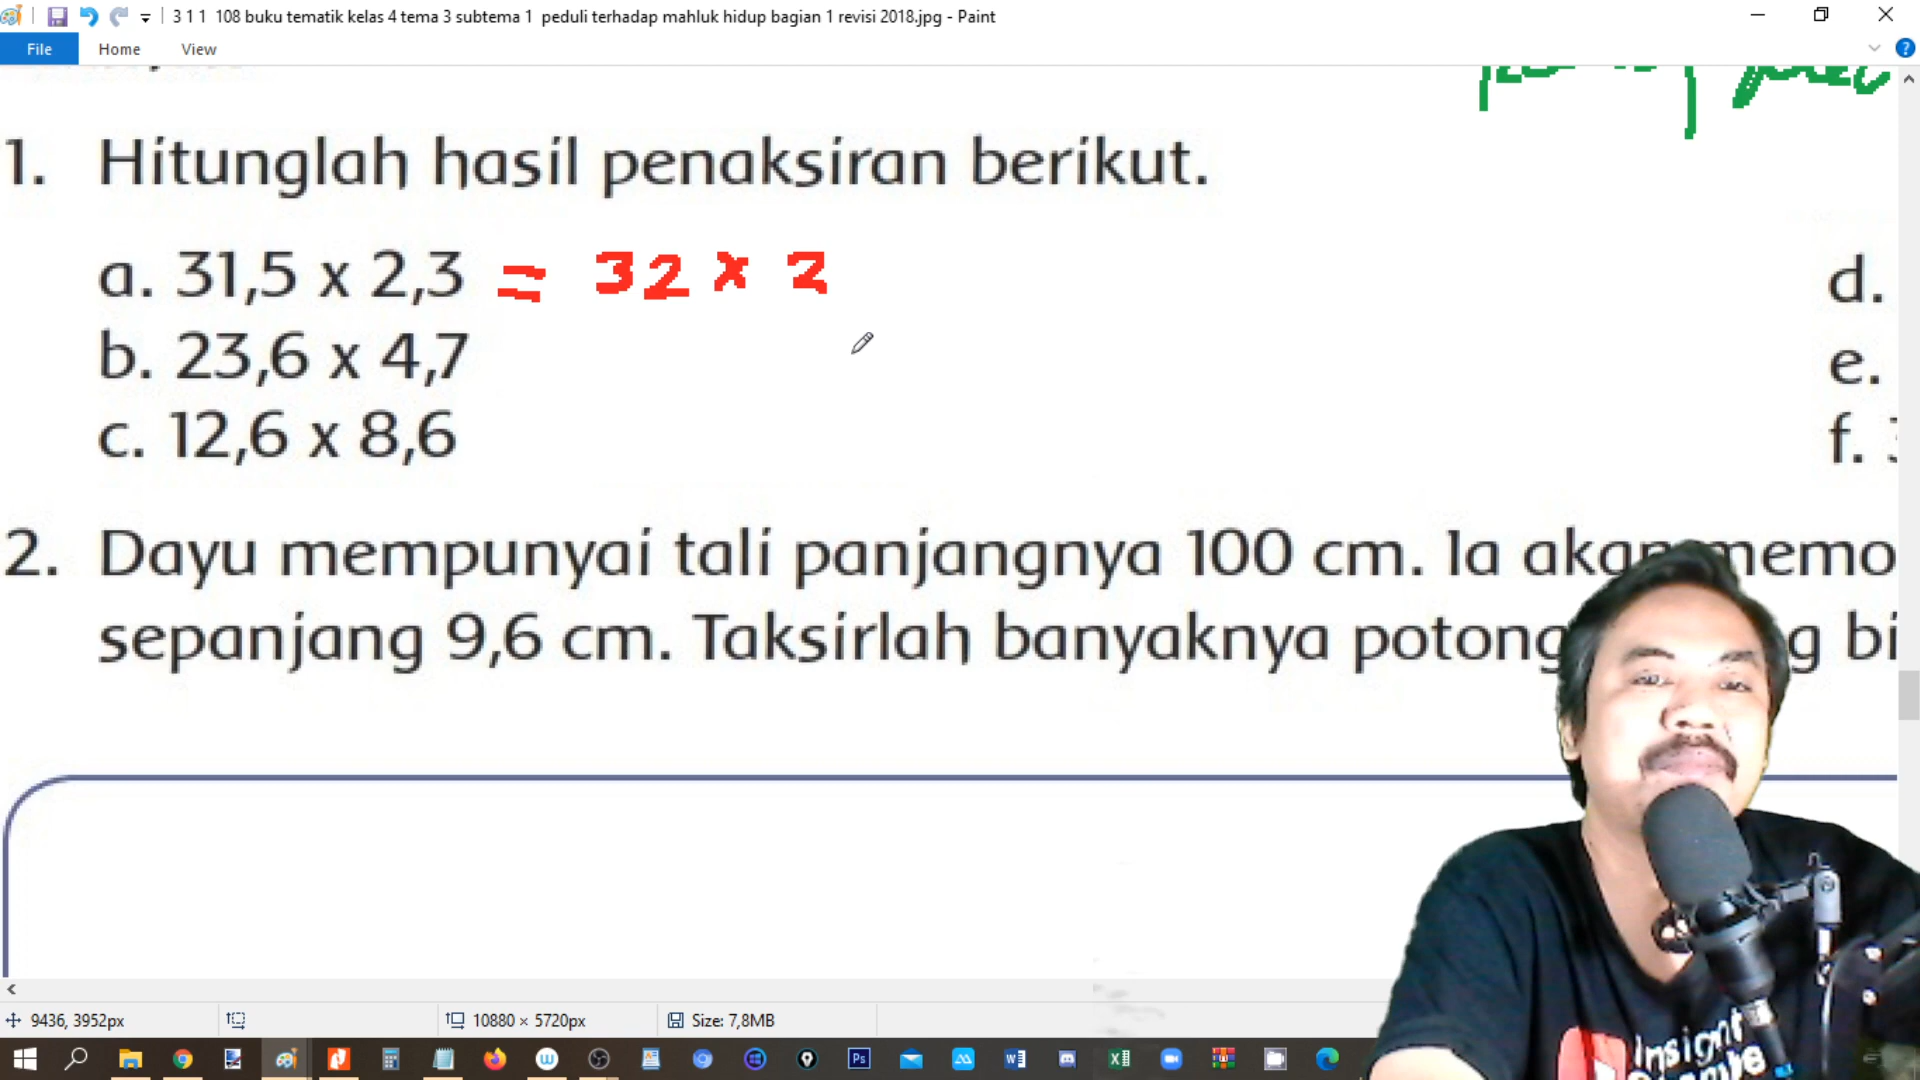 3 1 1 108 buku tematik kelas 4 tema 3 subtema 1 peduli terhadap mahluk hidup bagian 1 revisi 2018.jpg - Paint
File Home View
1. Hitunglah hasil penaksiran berikut.
a. 31,5 x 2,3 = 32 x 2
d.
b. 23,6 x 4,7
e.
c. 12,6 x 8,6
f.
2. Dayu mempunyai tali panjangnya 100 cm. Ia akan memo
sepanjang 9,6 cm. Taksirlah banyaknya potong g bi
Insight
9436, 3952px 10880 × 5720px Size: 7,8MB